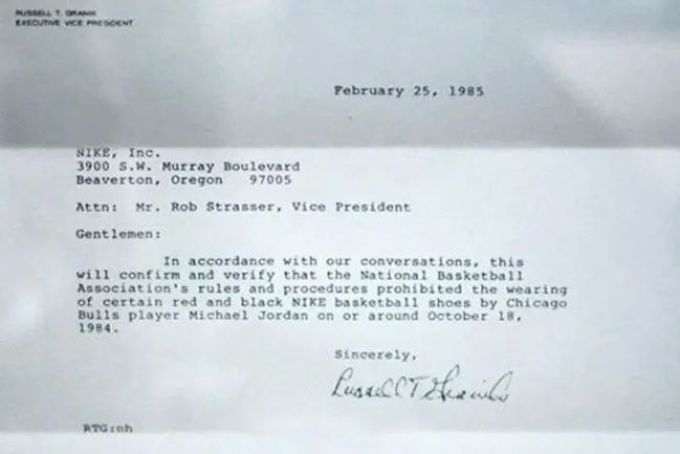 RUSSELL T. GRANIK
EXECUTIVE VICE PRESIDENT
February 25, 1985
NIKE, Inc.
3900 S.W. Murray Boulevard
Beaverton, Oregon 97005
Attn: Mr. Rob Strasser, Vice President
Gentlemen:
In accordance with our conversations, this
will confirm and verify that the National Basketball
Association's rules and procedures prohibited the wearing
of certain red and black NIKE basketball shoes by Chicago
Bulls player Michael Jordan on or around October 18,
1984.
Sincerely,
Russell T Granik
RTG:nh